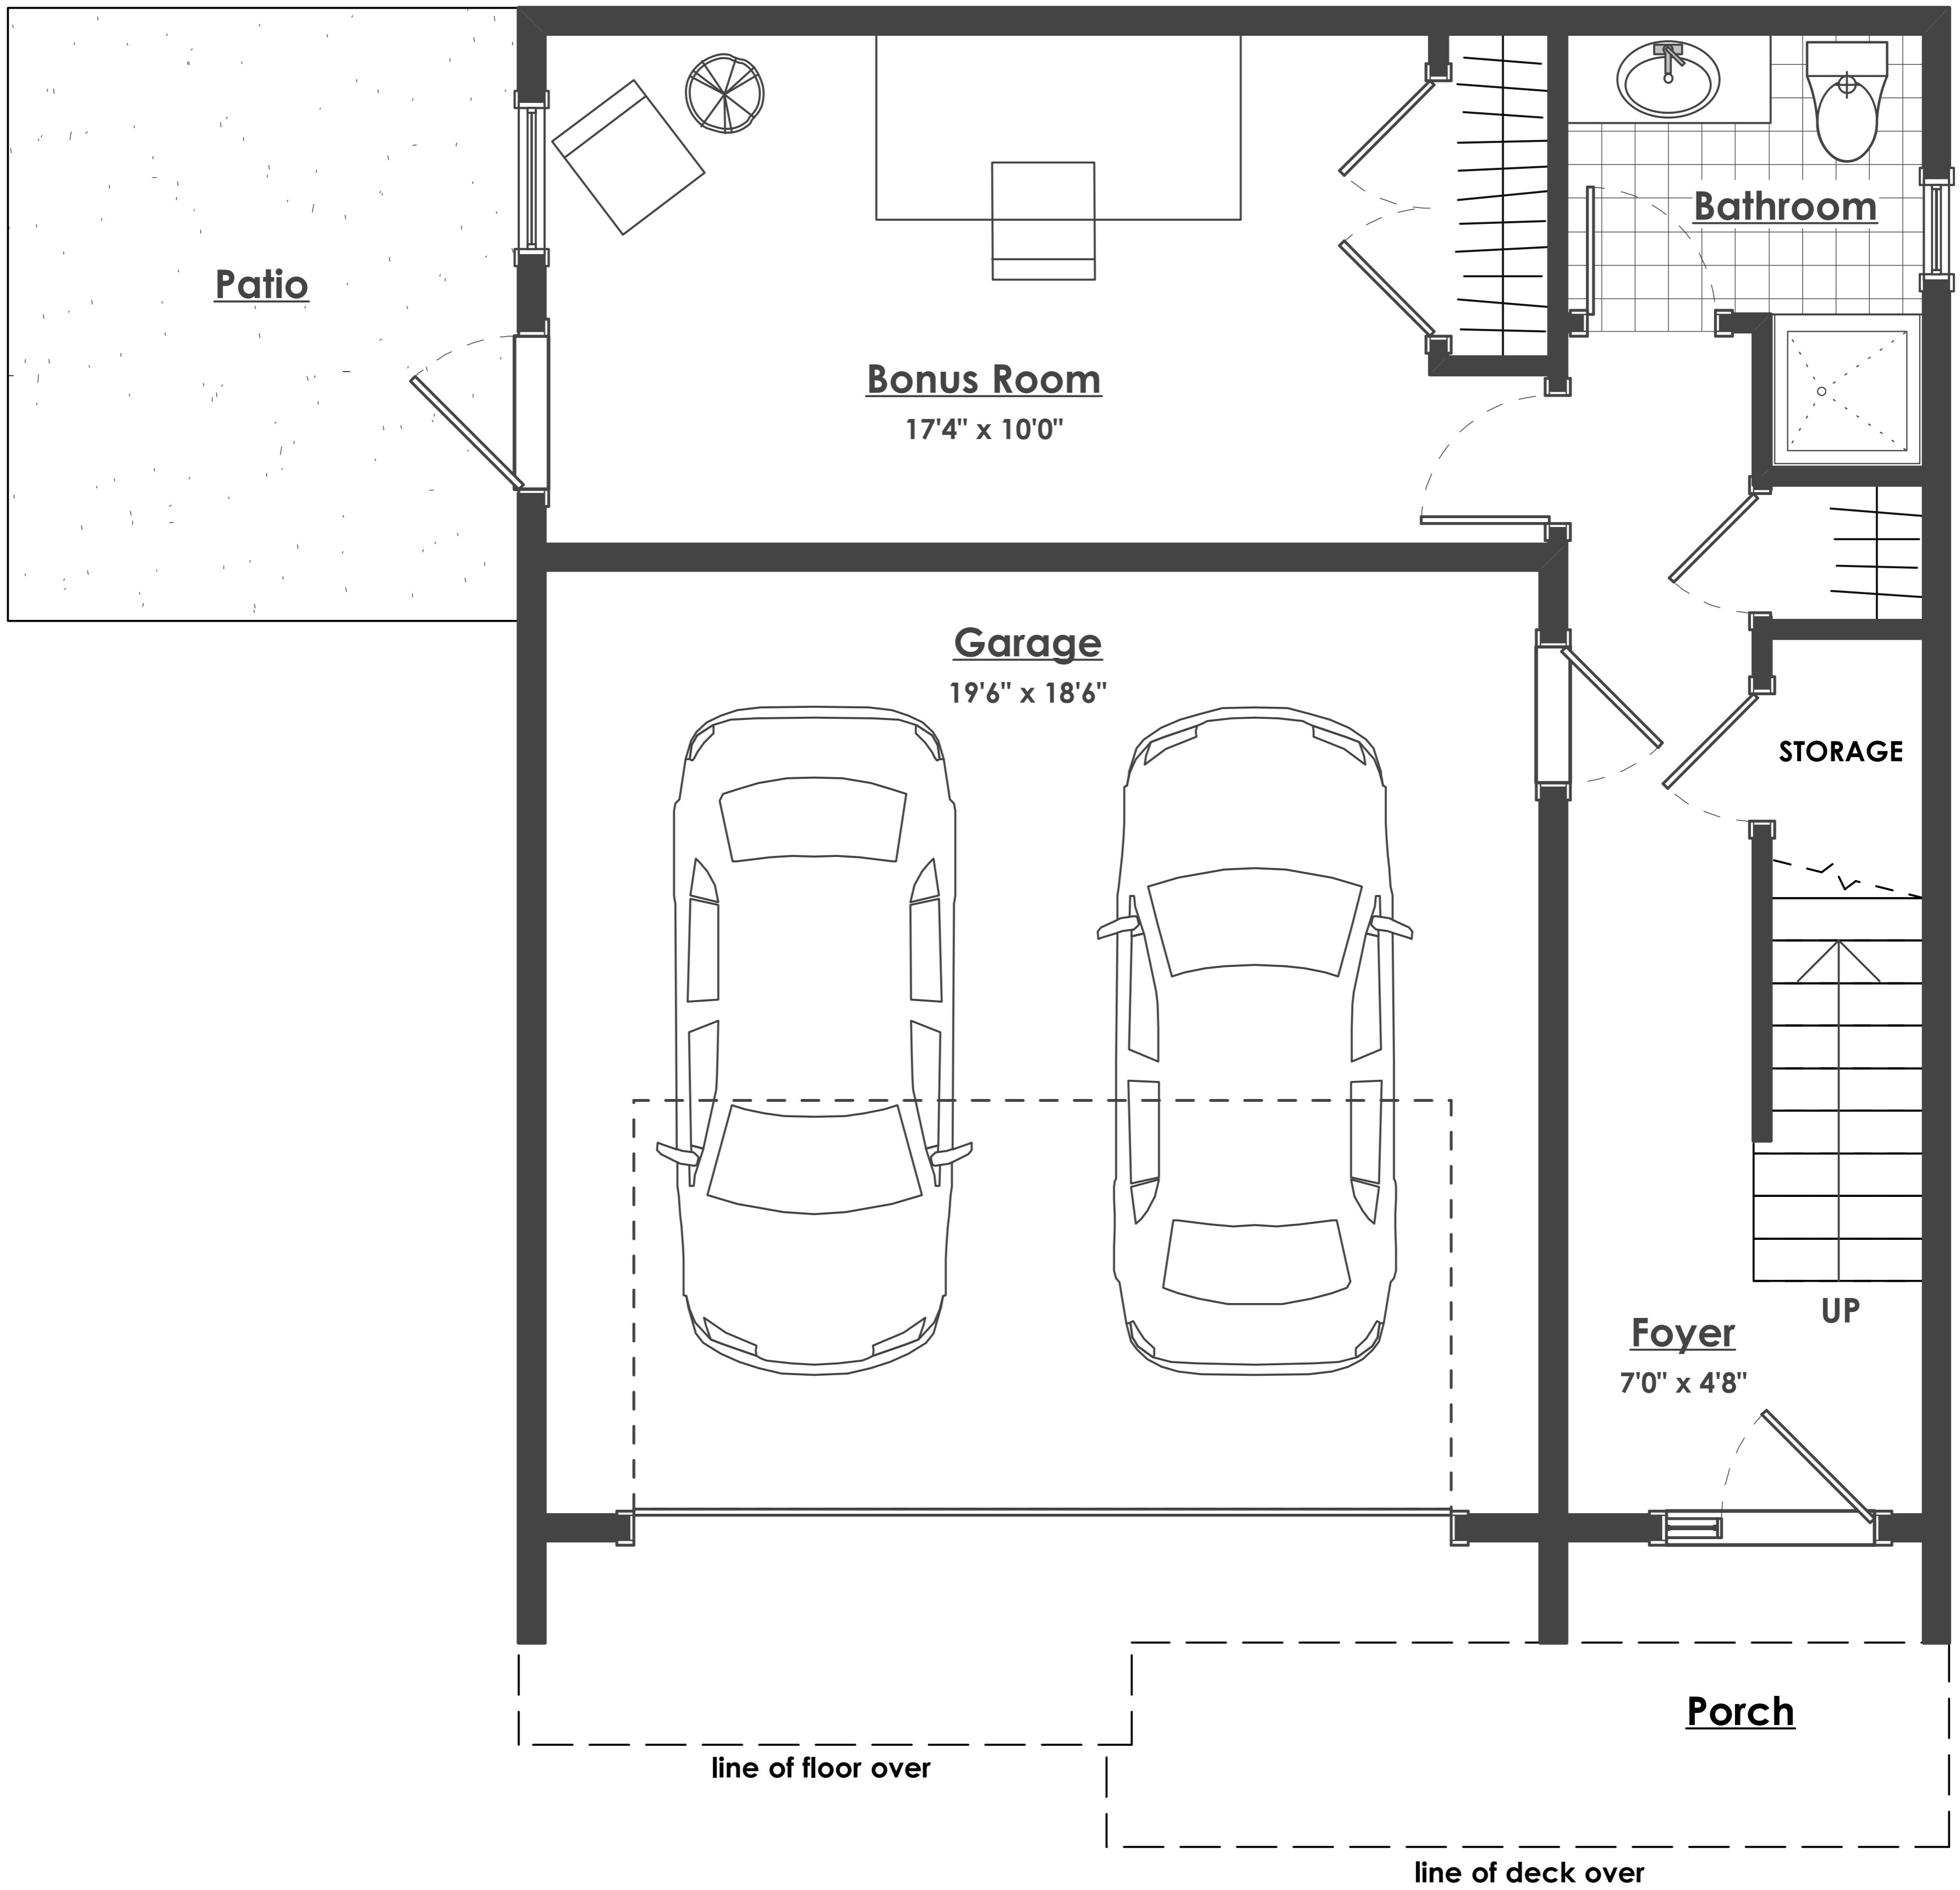 Bathroom
Patio
Bonus Room
17'4" x 10'0"
Garage
19'6" x 18'6"
STORAGE
UP
Foyer
7'0" x 4'8"
Porch
line of floor over
line of deck over